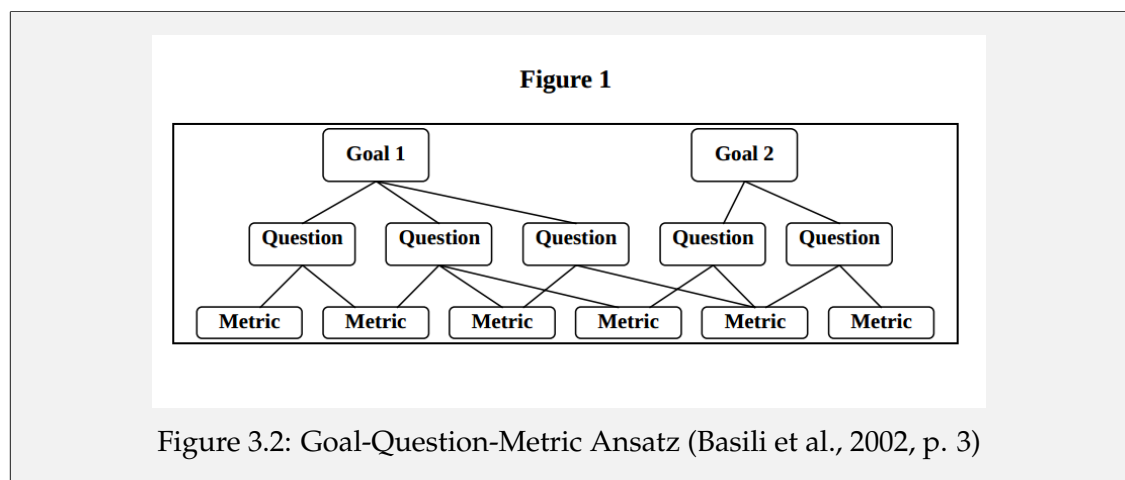 Figure 1
Goal 1 Goal 2
Question Question Question Question Question
Metric Metric Metric Metric Metric Metric
Figure 3.2: Goal-Question-Metric Ansatz (Basili et al., 2002, p. 3)